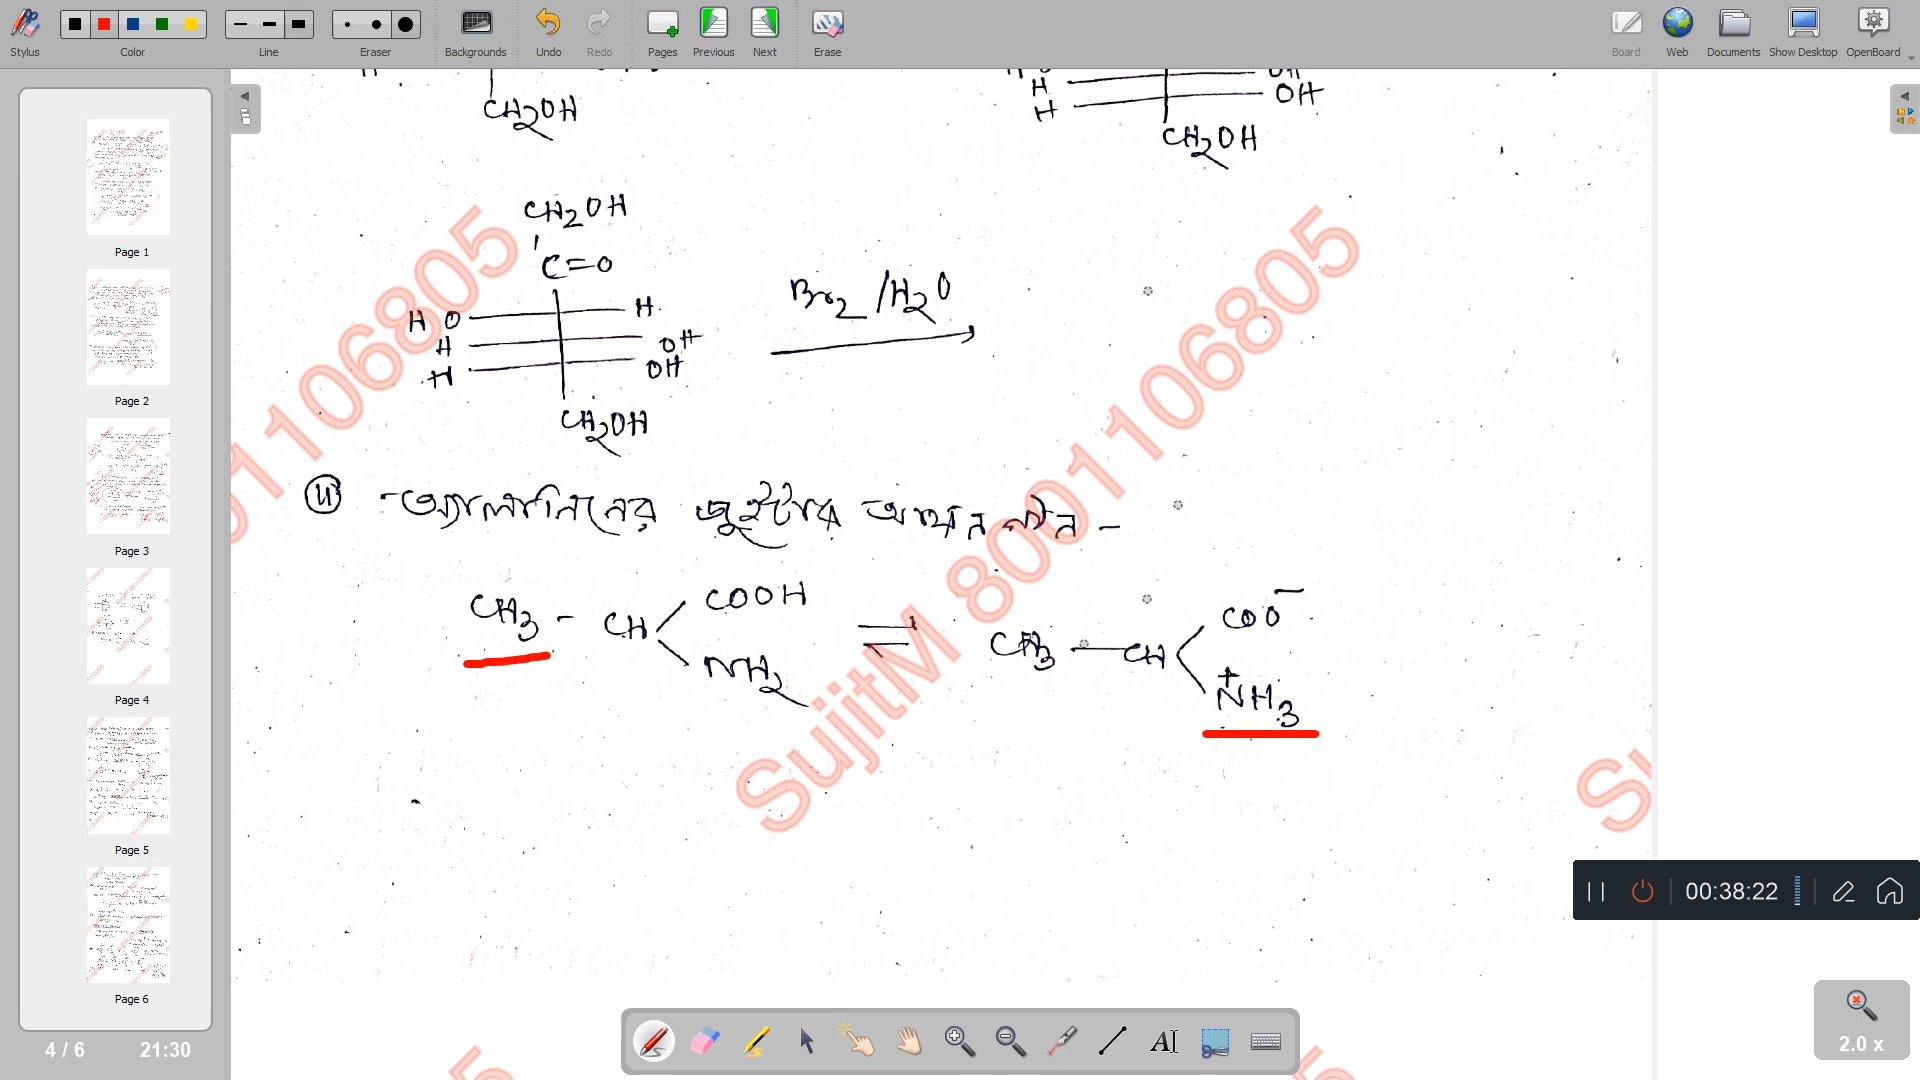 Stylus Color Line Eraser Backgrounds Undo Redo Pages Previous Next Erase Board Web Documents Show Desktop OpenBoard
CH2OH
H OH
H OH
CH2OH
CH2OH
C=O
HO H
H OH
H OH
CH2OH
Br2 /H2O
অ্যালানিনের জুইটার আয়ন গঠন -
CH3 - CH COOH NH2 ⇌ CH3 — CH COO⁻ ⁺NH3
SujitM 8001106805
Page 1
Page 2
Page 3
Page 4
Page 5
Page 6
4 / 6 21:30
00:38:22
2.0 x